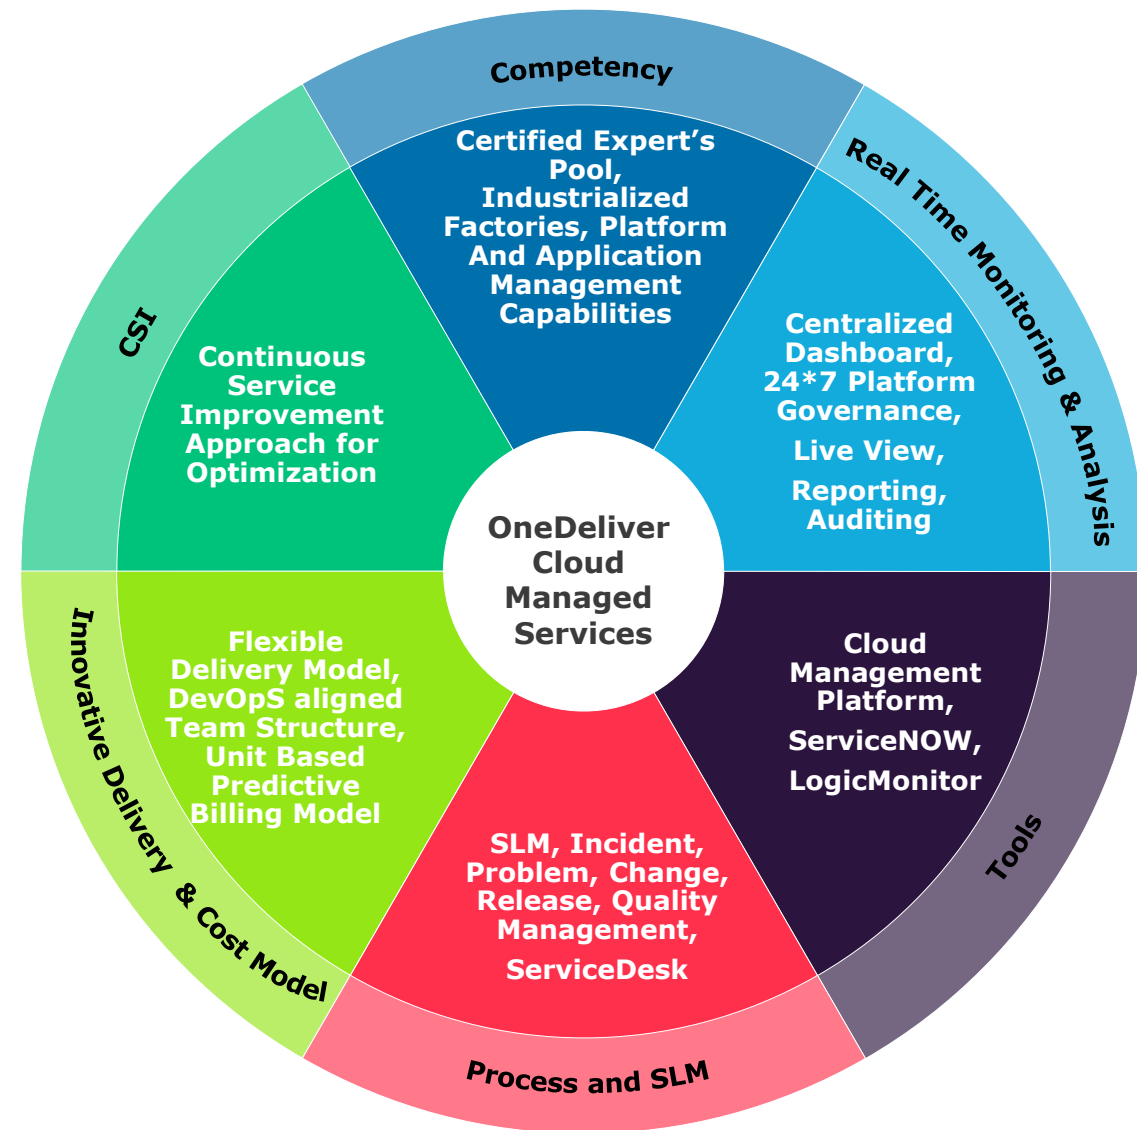 Competency
Certified Expert’s
Pool,
Industrialized
Factories, Platform
And Application
Management
Capabilities
Real Time Monitoring & Analysis
Centralized
Dashboard,
24*7 Platform
Governance,
Live View,
Reporting,
Auditing
Tools
Cloud
Management
Platform,
ServiceNOW,
LogicMonitor
Process and SLM
SLM, Incident,
Problem, Change,
Release, Quality
Management,
ServiceDesk
Innovative Delivery & Cost Model
Flexible
Delivery Model,
DevOpS aligned
Team Structure,
Unit Based
Predictive
Billing Model
CSI
Continuous
Service
Improvement
Approach for
Optimization
OneDeliver
Cloud
Managed
Services